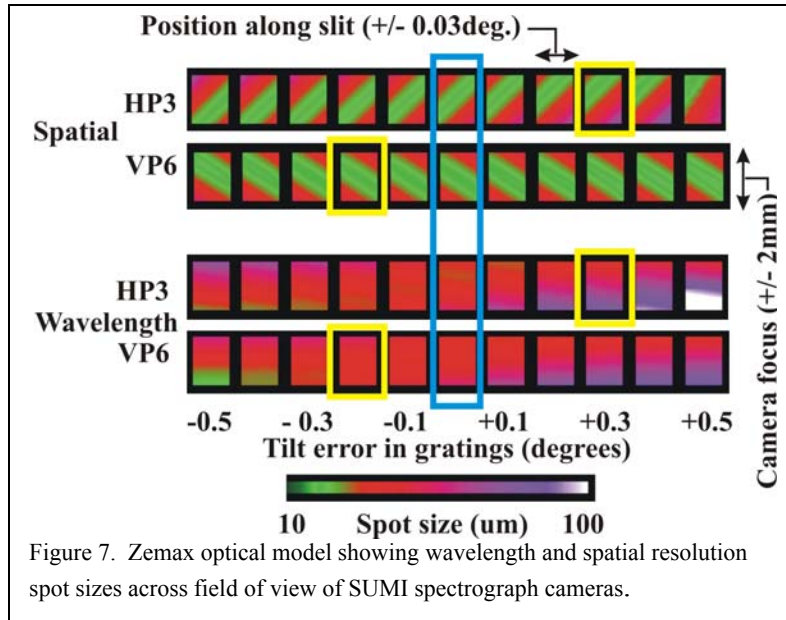 Position along slit (+/- 0.03deg.)
HP3
Spatial
VP6
HP3
Wavelength
VP6
Camera focus (+/- 2mm)
-0.5 - 0.3 -0.1 +0.1 +0.3 +0.5
Tilt error in gratings (degrees)
10 Spot size (um) 100
Figure 7. Zemax optical model showing wavelength and spatial resolution
spot sizes across field of view of SUMI spectrograph cameras.